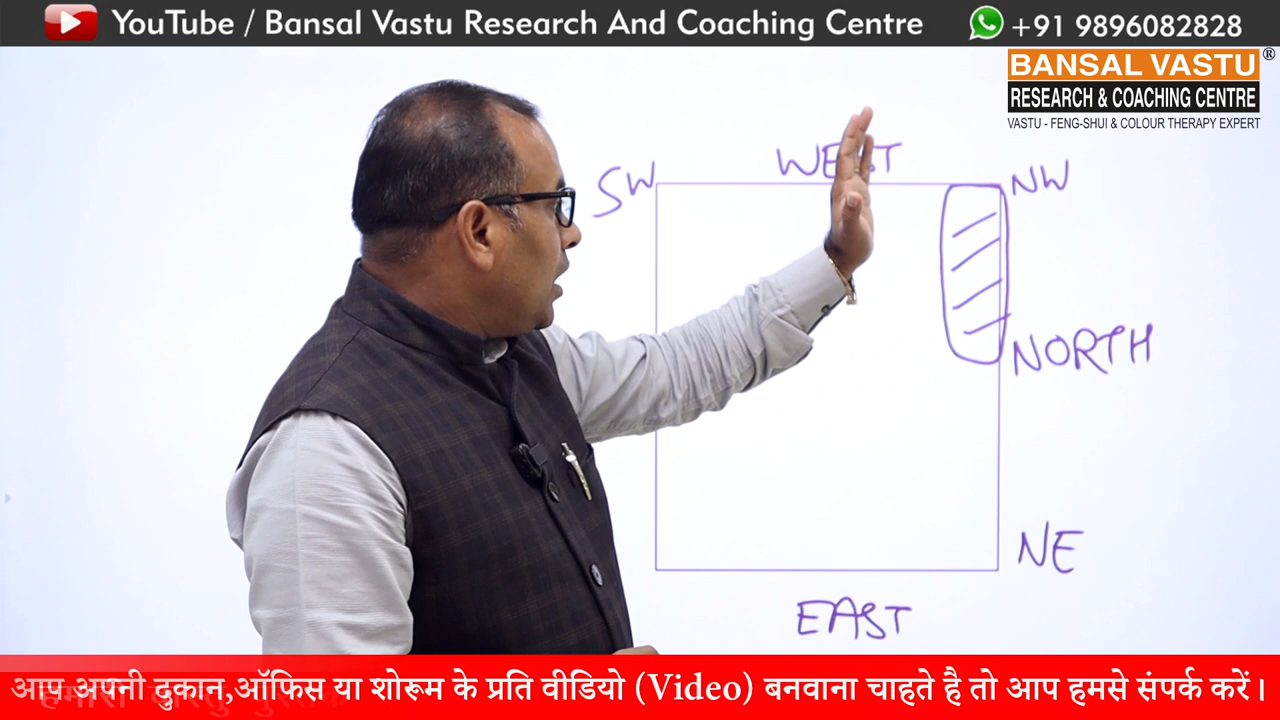 YouTube / Bansal Vastu Research And Coaching Centre +91 9896082828
BANSAL VASTU ®
RESEARCH & COACHING CENTRE
VASTU - FENG-SHUI & COLOUR THERAPY EXPERT
SW WEST NW
NORTH
NE
EAST
आप अपनी दुकान,ऑफिस या शोरूम के प्रति वीडियो (Video) बनवाना चाहते है तो आप हमसे संपर्क करें।